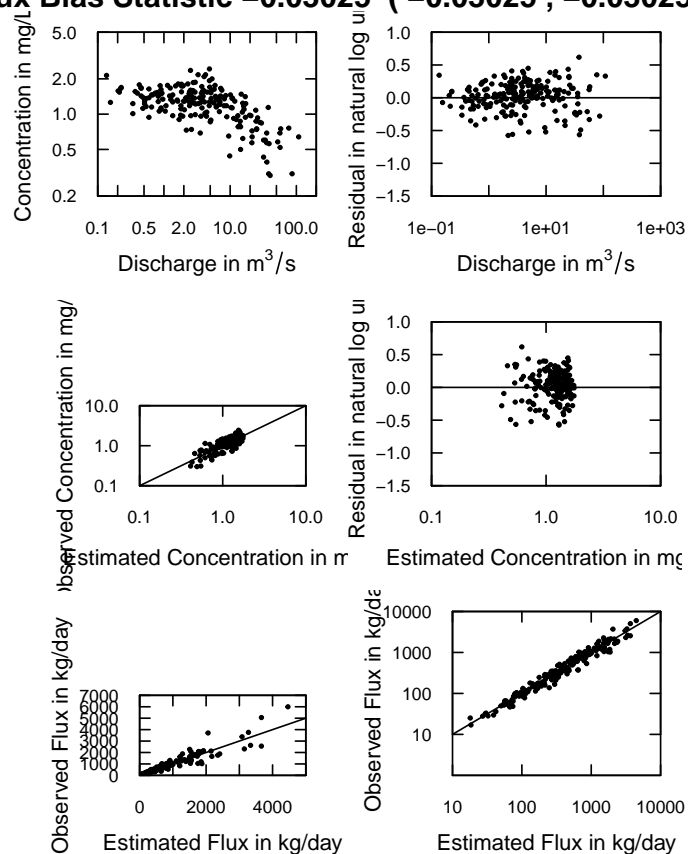 ux Bias Statistic −0.03025 ( −0.03025 , −0.03025
Concentration in mg/L
5.0
2.0
1.0
0.5
0.2
0.1 0.5 2.0 10.0 100.0
Discharge in m3/s
Residual in natural log u
1.0
0.5
0.0
−0.5
−1.0
−1.5
1e−01 1e+01 1e+03
Discharge in m3/s
Observed Concentration in mg/
10.0
1.0
0.1
0.1 1.0 10.0
Estimated Concentration in m
Residual in natural log u
1.0
0.5
0.0
−0.5
−1.0
−1.5
0.1 1.0 10.0
Estimated Concentration in mg
Observed Flux in kg/day
7000
6000
5000
4000
3000
2000
1000
0
0 2000 4000
Estimated Flux in kg/day
Observed Flux in kg/da
10000
1000
100
10
10 100 1000 10000
Estimated Flux in kg/day